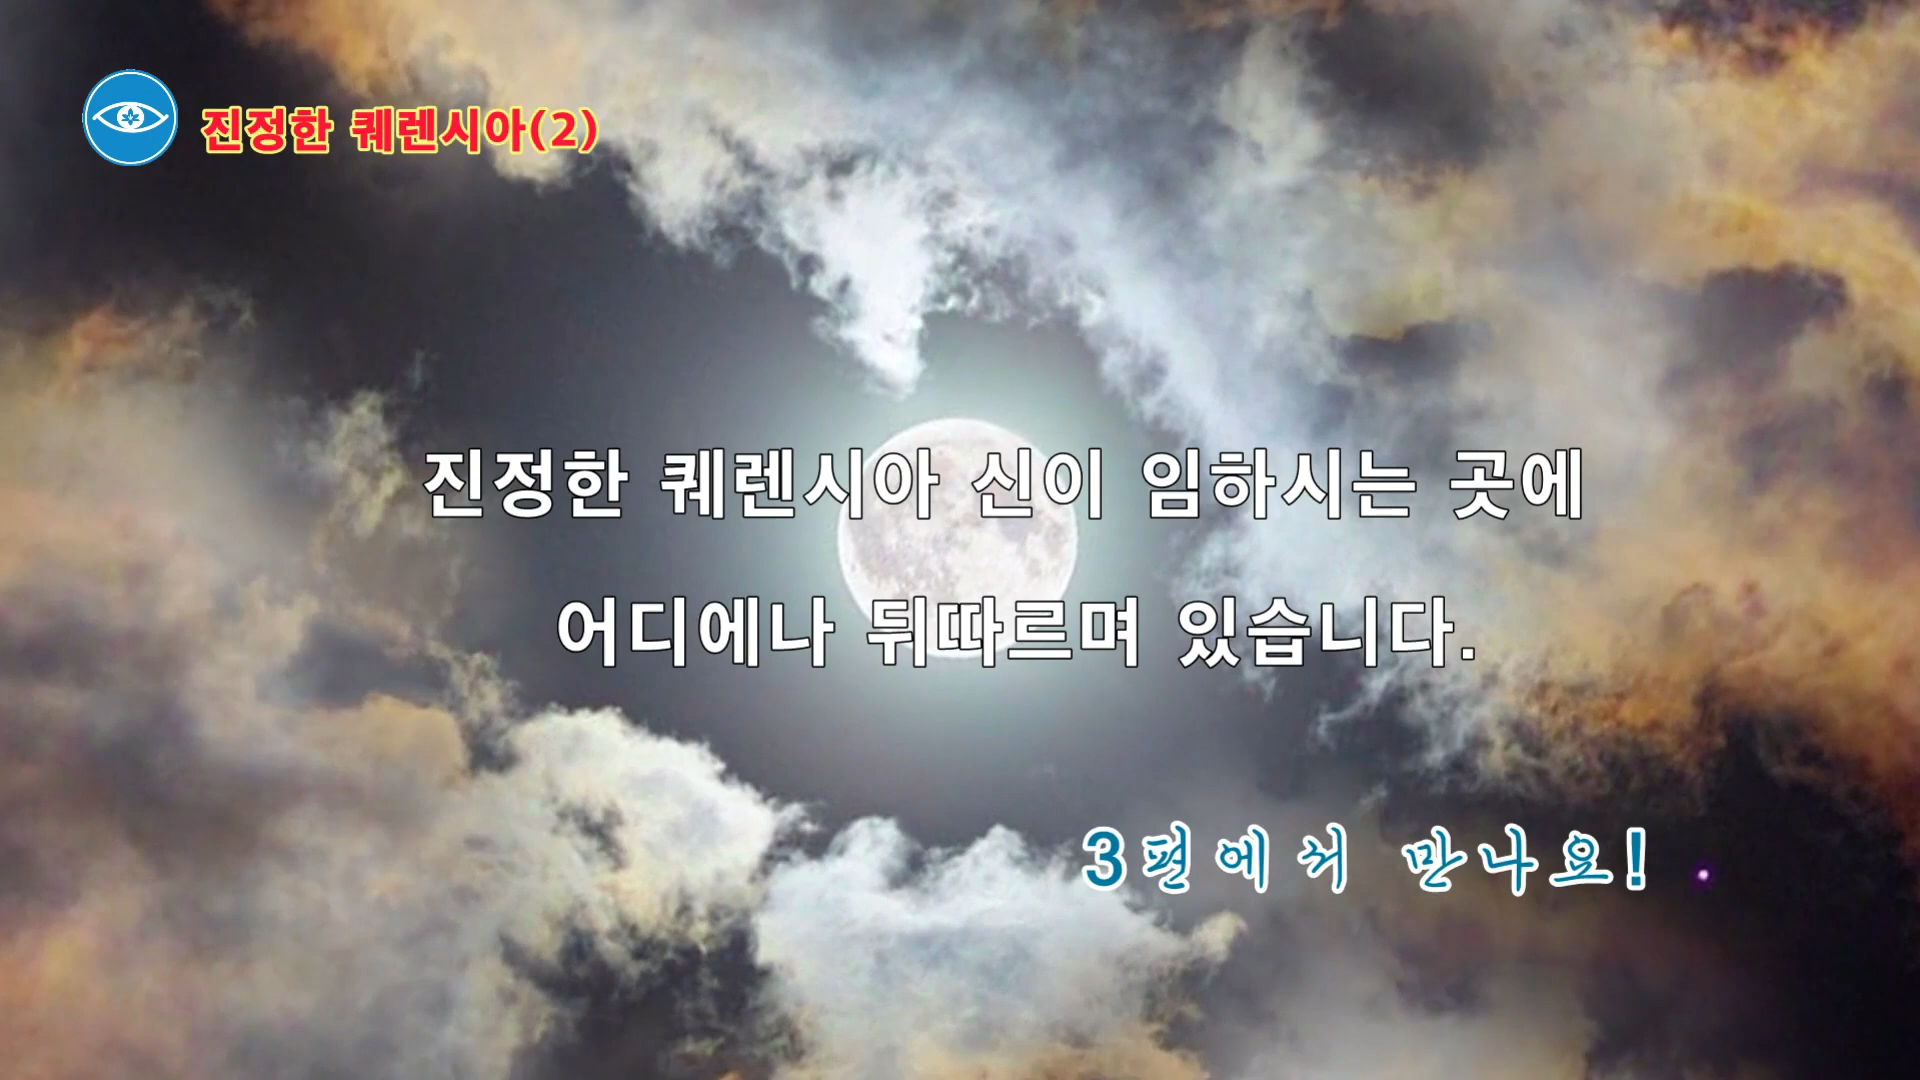 진정한 퀘렌시아(2)
진정한 퀘렌시아 신이 임하시는 곳에
어디에나 뒤따르며 있습니다.
3편에서 만나요!